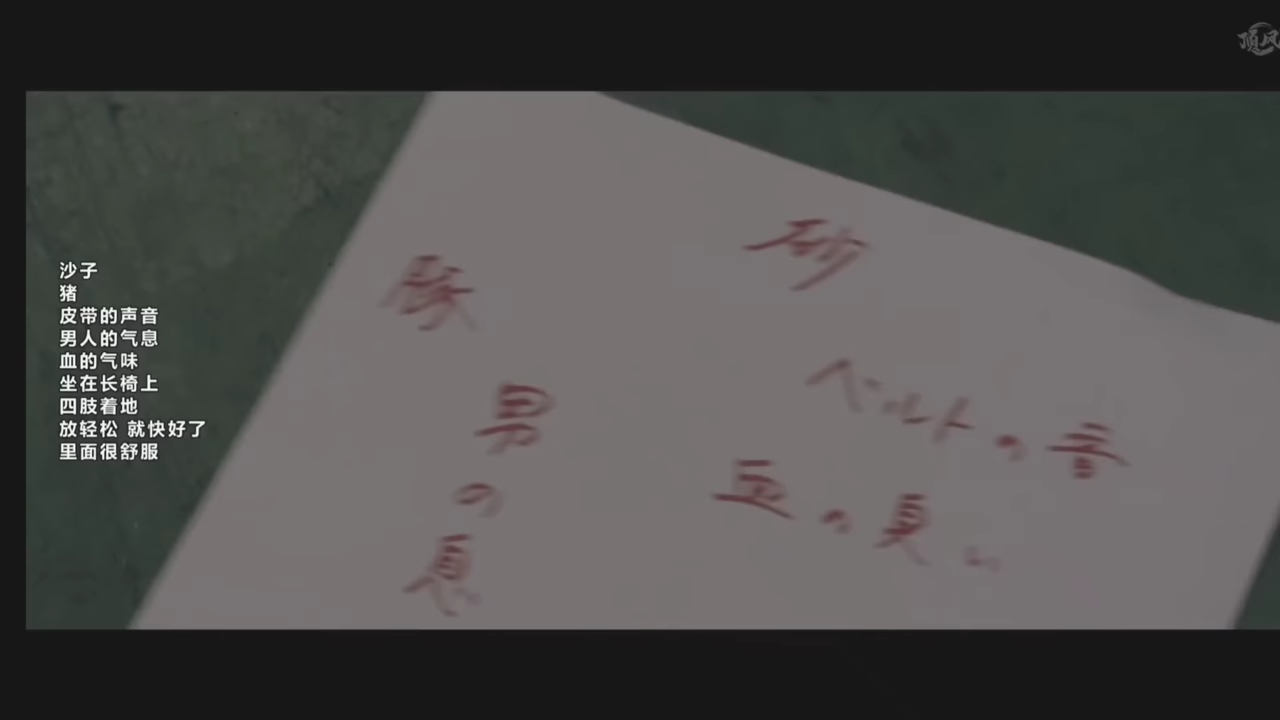 顶风
沙子
猪
皮带的声音
男人的气息
血的气味
坐在长椅上
四肢着地
放轻松 就快好了
里面很舒服
砂
豚
ベルトの音
男の息
血の臭い